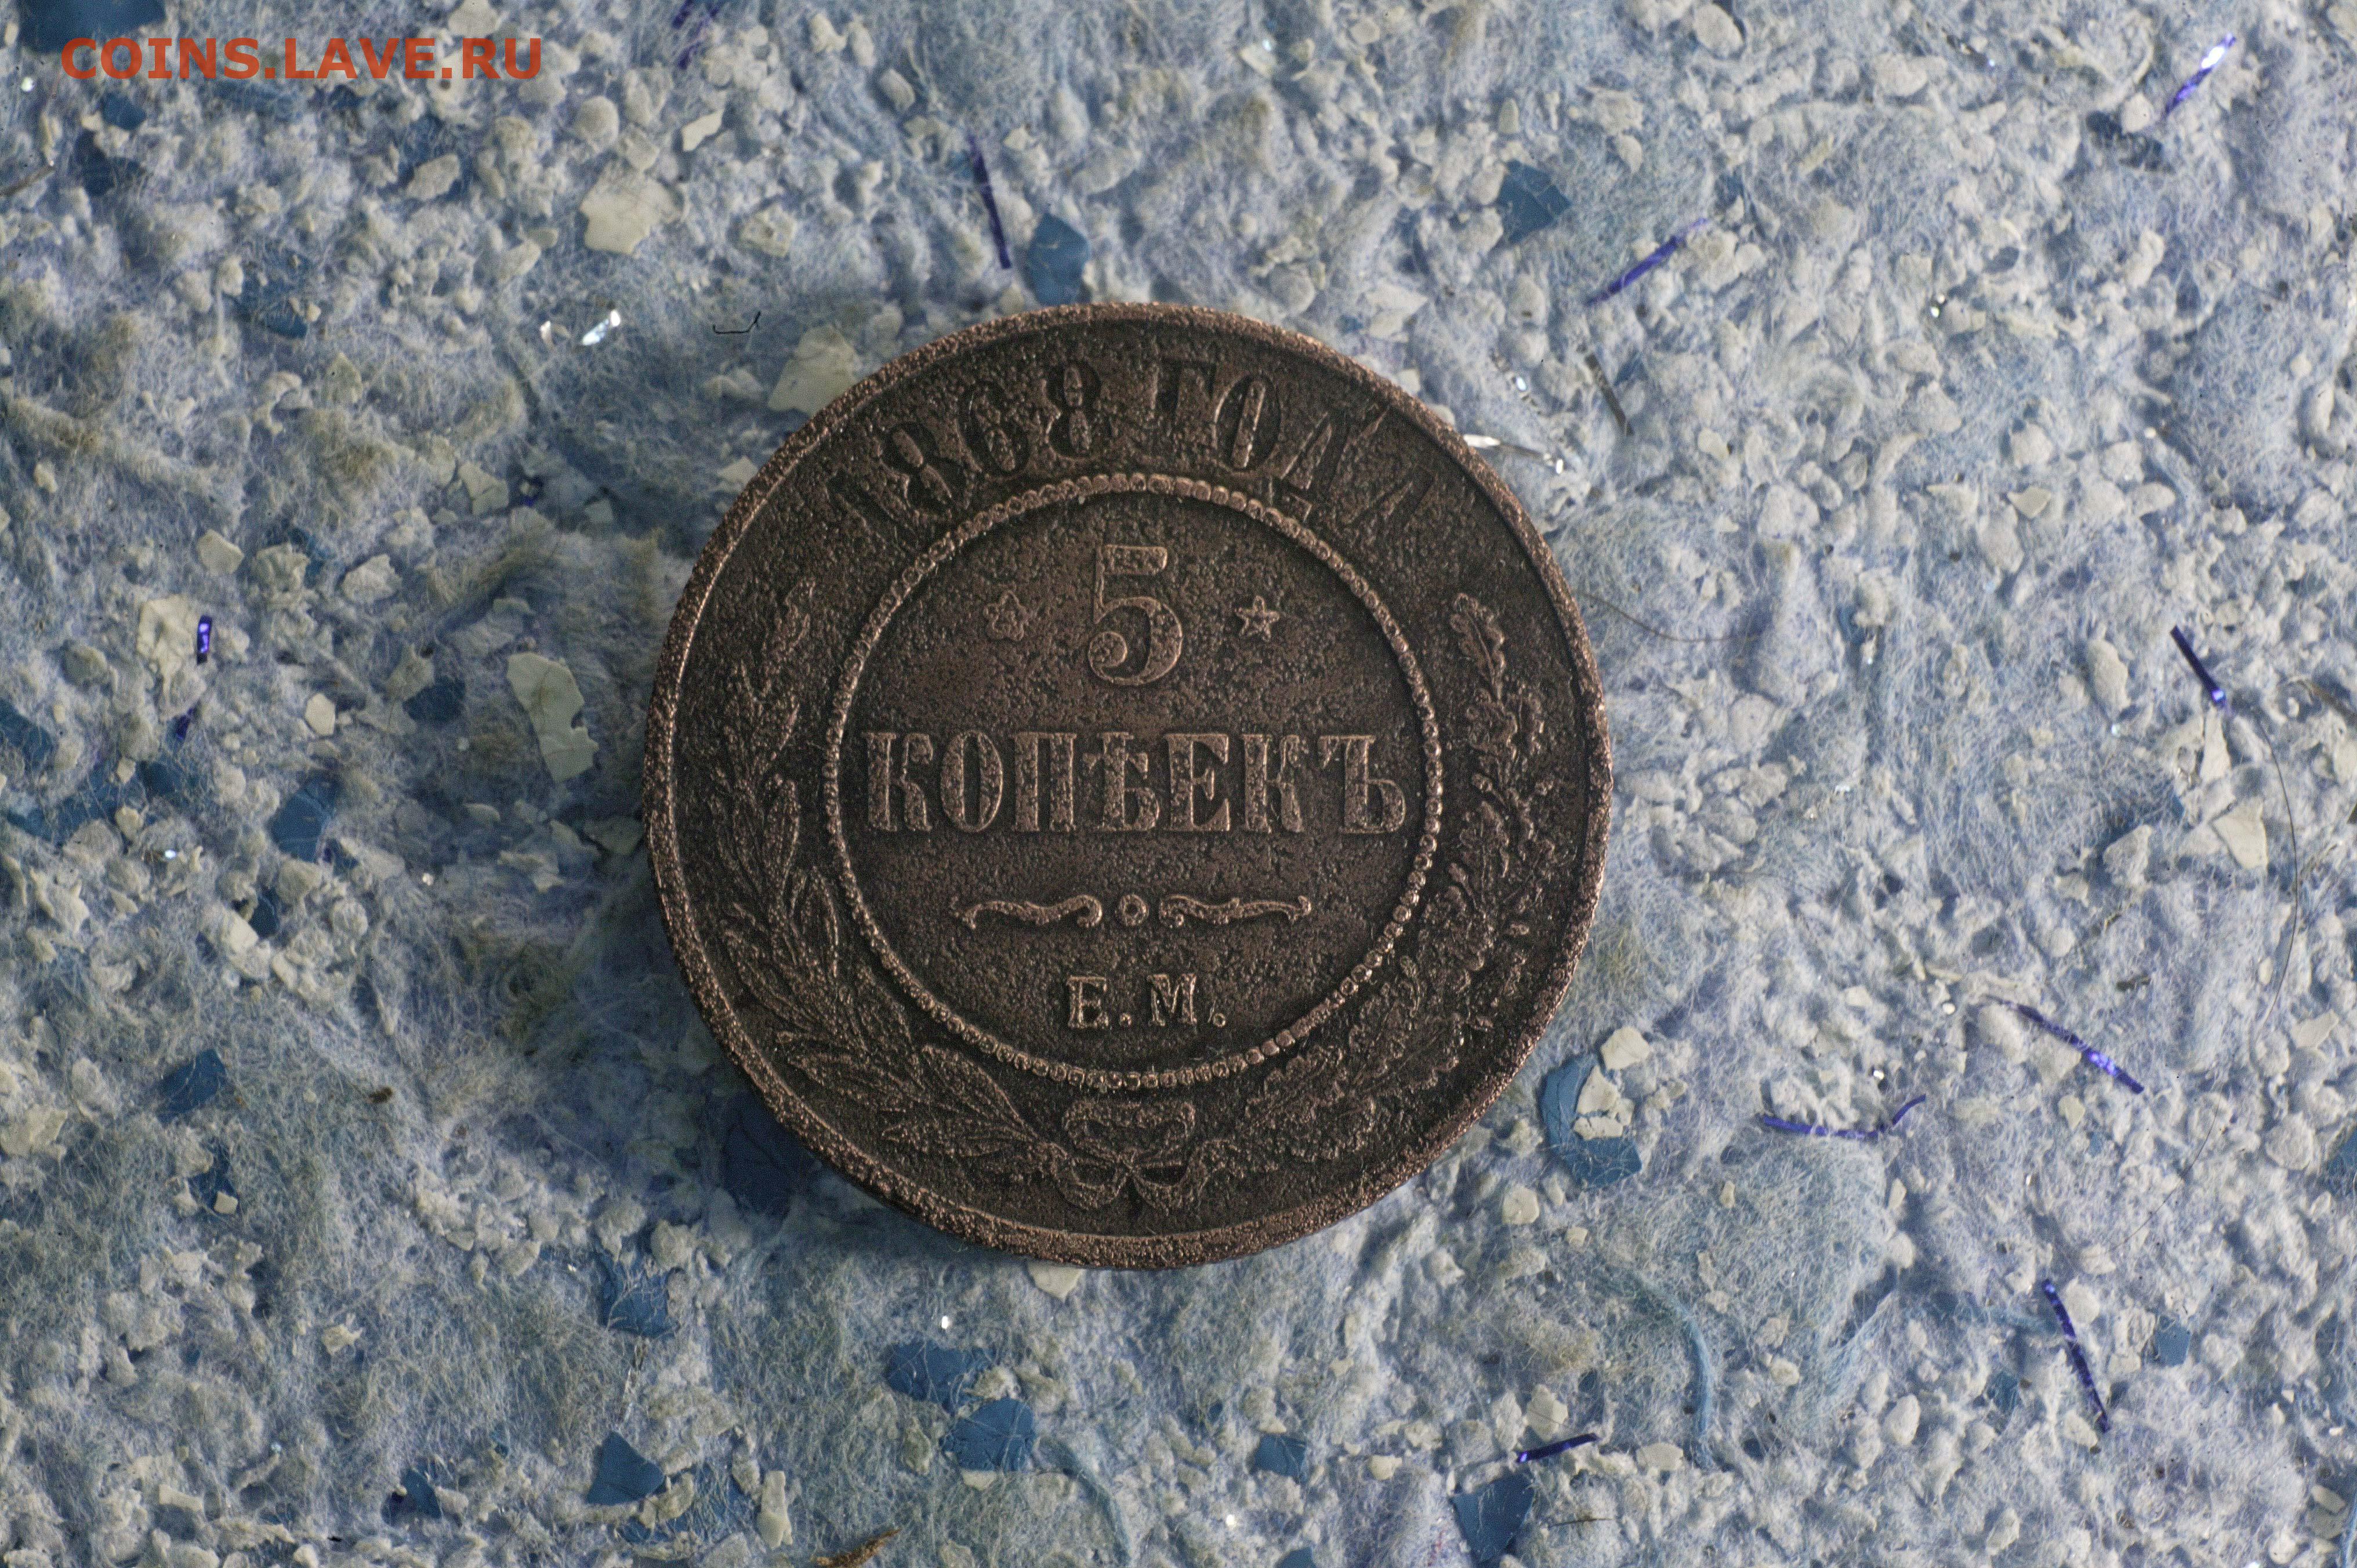 COINS.LAVE.RU
1868 ГОДА
5
КОПѢЕКЪ
Е.М.